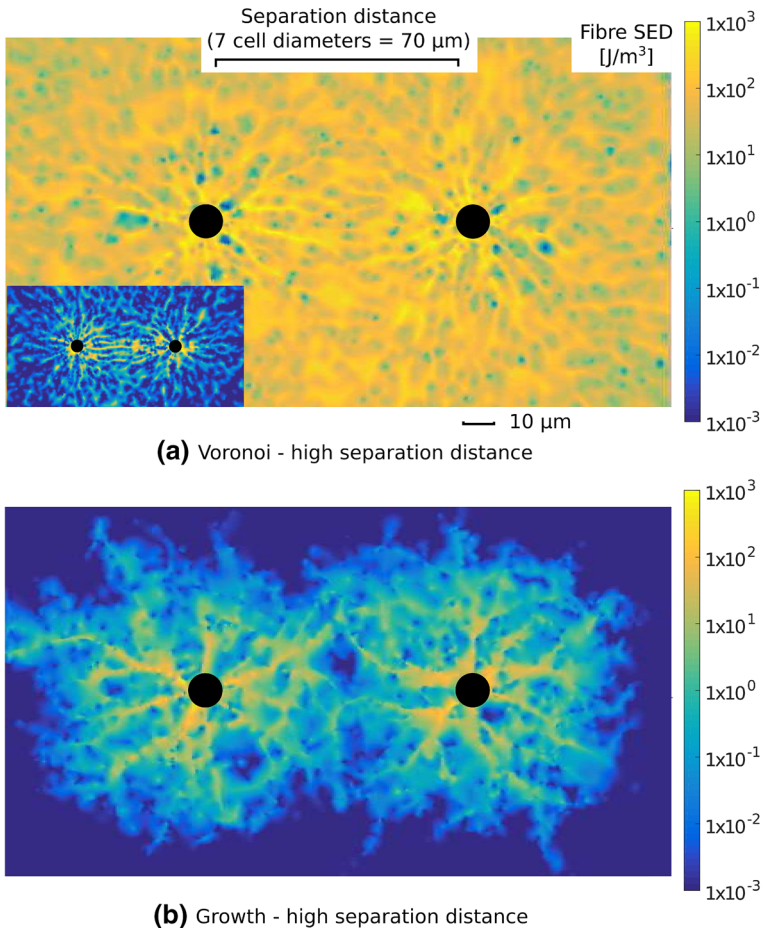 Separation distance
(7 cell diameters = 70 µm)
Fibre SED
[J/m³]
1x10³
1x10²
1x10¹
1x10⁰
1x10⁻¹
1x10⁻²
1x10⁻³
10 µm
(a) Voronoi - high separation distance
1x10³
1x10²
1x10¹
1x10⁰
1x10⁻¹
1x10⁻²
1x10⁻³
(b) Growth - high separation distance